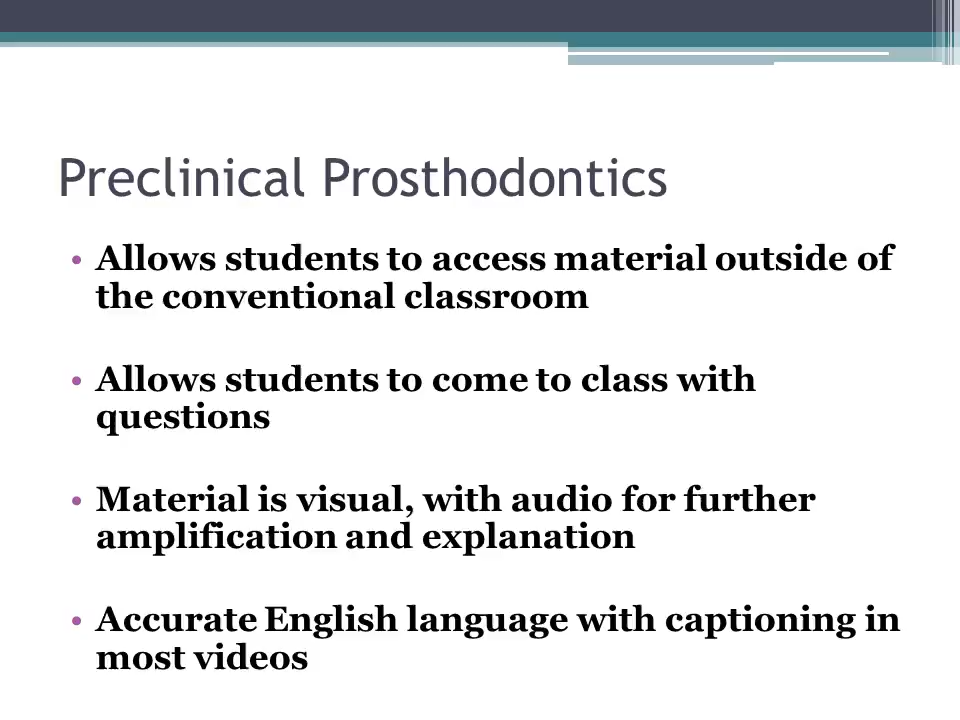 Preclinical Prosthodontics
• Allows students to access material outside of
the conventional classroom
• Allows students to come to class with
questions
• Material is visual, with audio for further
amplification and explanation
• Accurate English language with captioning in
most videos